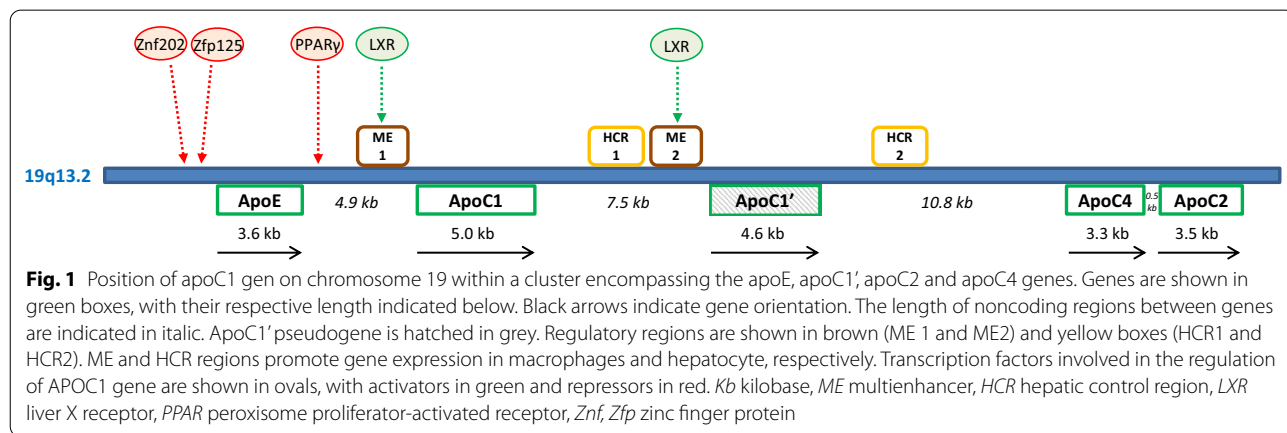 Znf202 Zfp125 PPARγ LXR LXR
ME 1 HCR 1 ME 2 HCR 2
19q13.2
ApoE 4.9 kb ApoC1 7.5 kb ApoC1’ 10.8 kb ApoC4 0.5 kb ApoC2
3.6 kb 5.0 kb 4.6 kb 3.3 kb 3.5 kb
Fig. 1 Position of apoC1 gen on chromosome 19 within a cluster encompassing the apoE, apoC1’, apoC2 and apoC4 genes. Genes are shown in
green boxes, with their respective length indicated below. Black arrows indicate gene orientation. The length of noncoding regions between genes
are indicated in italic. ApoC1’ pseudogene is hatched in grey. Regulatory regions are shown in brown (ME 1 and ME2) and yellow boxes (HCR1 and
HCR2). ME and HCR regions promote gene expression in macrophages and hepatocyte, respectively. Transcription factors involved in the regulation
of APOC1 gene are shown in ovals, with activators in green and repressors in red. Kb kilobase, ME multienhancer, HCR hepatic control region, LXR
liver X receptor, PPAR peroxisome proliferator-activated receptor, Znf, Zfp zinc finger protein